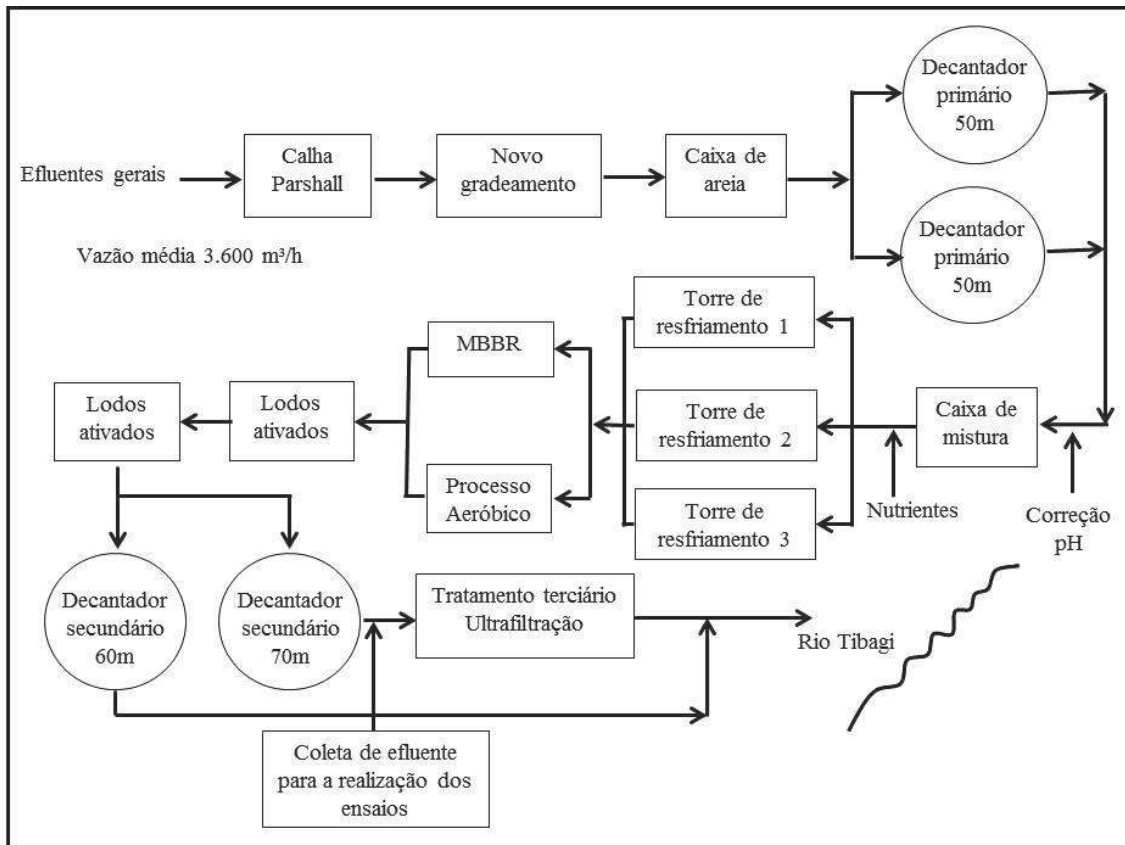 Efluentes gerais
Vazão média 3.600 m³/h
Calha
Parshall
Novo
gradeamento
Caixa de
areia
Decantador
primário
50m
Decantador
primário
50m
Correção
pH
Caixa de
mistura
Nutrientes
Torre de
resfriamento 1
Torre de
resfriamento 2
Torre de
resfriamento 3
MBBR
Processo
Aeróbico
Lodos
ativados
Lodos
ativados
Decantador
secundário
60m
Decantador
secundário
70m
Tratamento terciário
Ultrafiltração
Rio Tibagi
Coleta de efluente
para a realização dos
ensaios